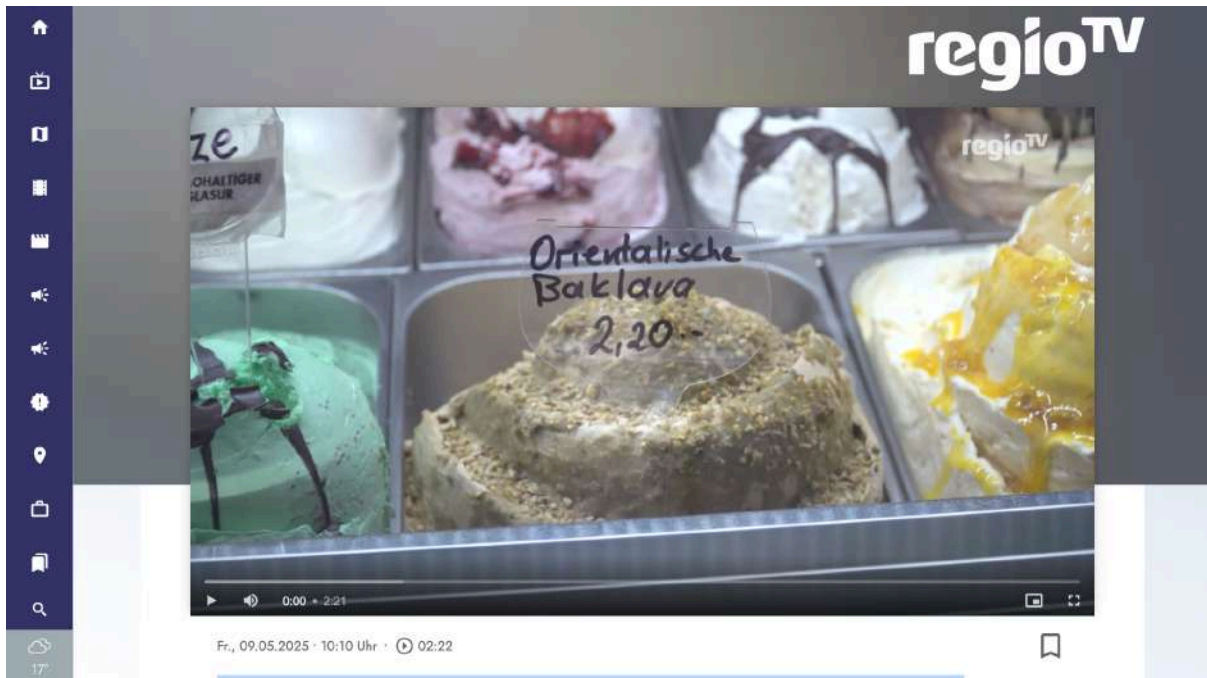 regioTV
ze
OHALTIGER
GLASUR
regioTV
Orientalische
Baklava
2,20.-
0:00 • 2:21
Fr., 09.05.2025 · 10:10 Uhr · 02:22
17°